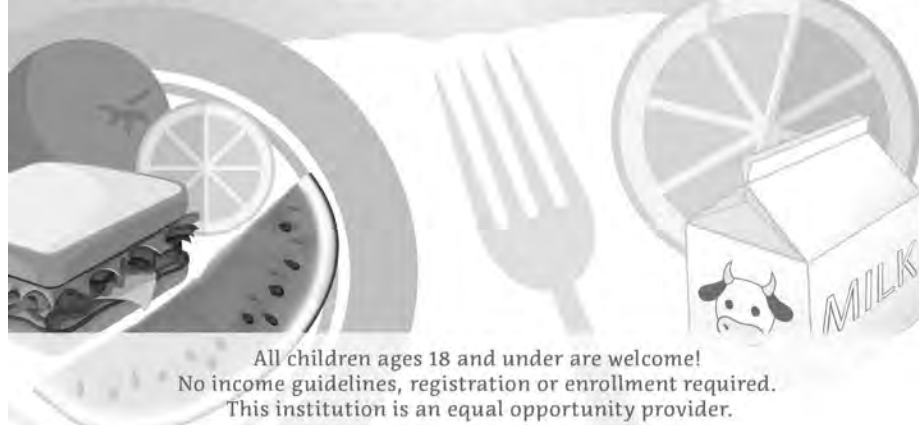 MILK
All children ages 18 and under are welcome!
No income guidelines, registration or enrollment required.
This institution is an equal opportunity provider.